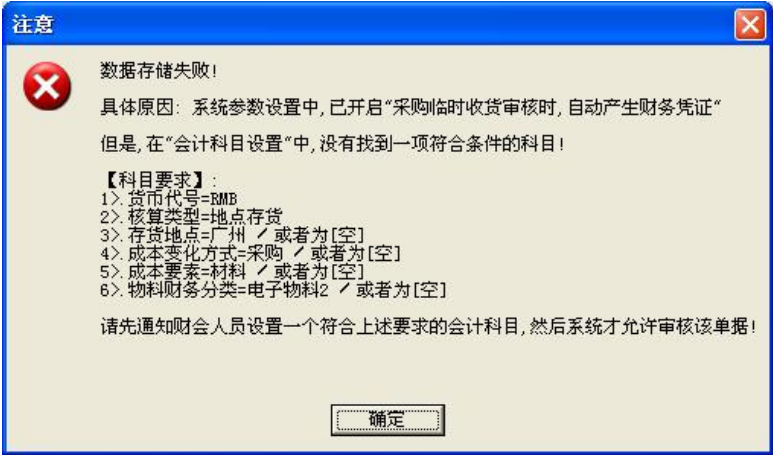 注意
数据存储失败!
具体原因: 系统参数设置中,已开启“采购临时收货审核时,自动产生财务凭证“
但是,在“会计科目设置“中,没有找到一项符合条件的科目!
【科目要求】:
1>.货币代号=RMB
2>.核算类型=地点存货
3>.存货地点=广州 / 或者为[空]
4>.成本变化方式=采购 / 或者为[空]
5>.成本要素=材料 / 或者为[空]
6>.物料财务分类=电子物料2 / 或者为[空]
请先通知财会人员设置一个符合上述要求的会计科目,然后系统才允许审核该单据!
确定